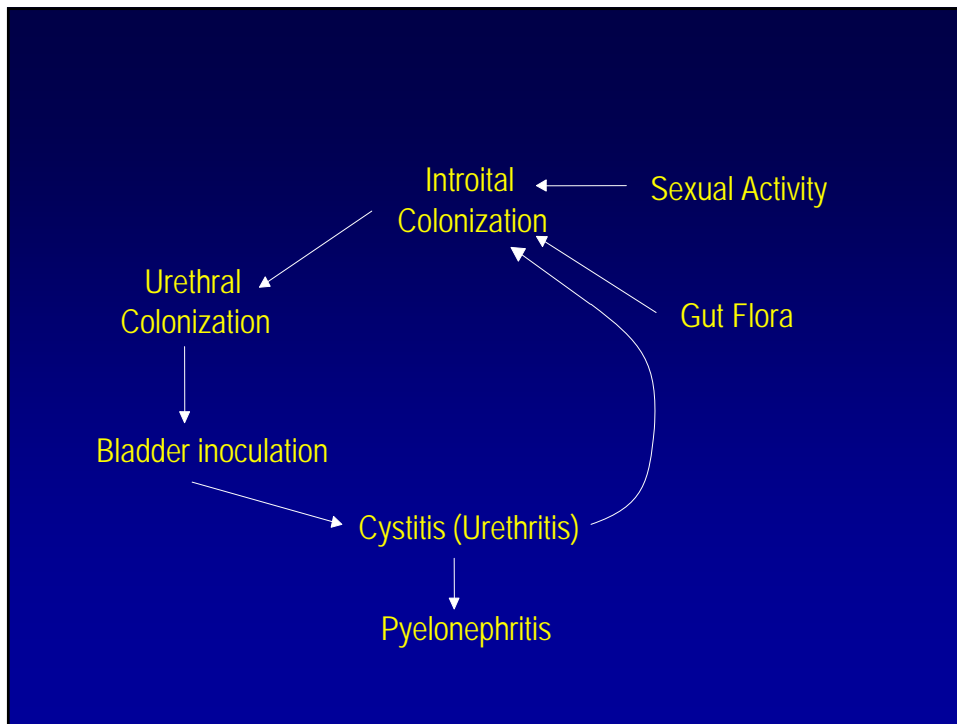 Introital
Colonization
Sexual Activity
Urethral
Colonization
Gut Flora
Bladder inoculation
Cystitis (Urethritis)
Pyelonephritis